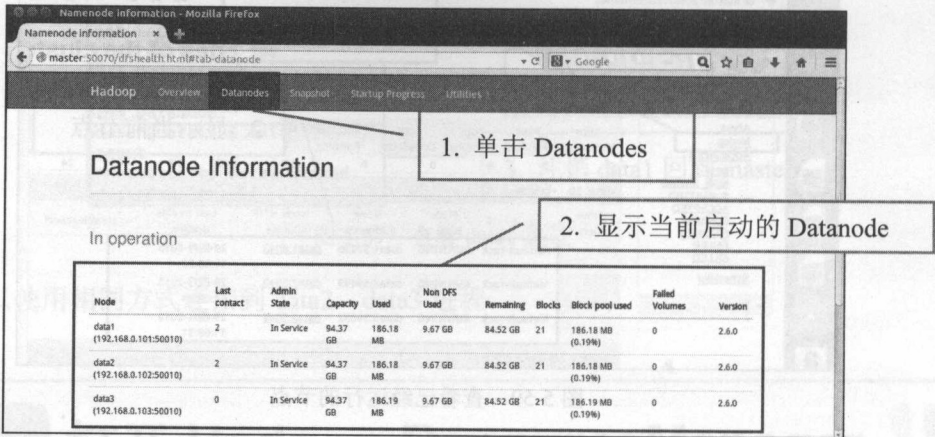 Namenode information - Mozilla Firefox
Namenode information
master:50070/dfshealth.html#tab-datanode
Google
Hadoop Overview Datanodes Snapshot Startup Progress Utilities
1. 单击 Datanodes
Datanode Information
2. 显示当前启动的 Datanode
In operation
Node Last contact Admin State Capacity Used Non DFS Used Remaining Blocks Block pool used Failed Volumes Version
data1 (192.168.0.101:50010) 2 In Service 94.37 GB 186.18 MB 9.67 GB 84.52 GB 21 186.18 MB (0.19%) 0 2.6.0
data2 (192.168.0.102:50010) 2 In Service 94.37 GB 186.18 MB 9.67 GB 84.52 GB 21 186.18 MB (0.19%) 0 2.6.0
data3 (192.168.0.103:50010) 0 In Service 94.37 GB 186.19 MB 9.67 GB 84.52 GB 21 186.19 MB (0.19%) 0 2.6.0